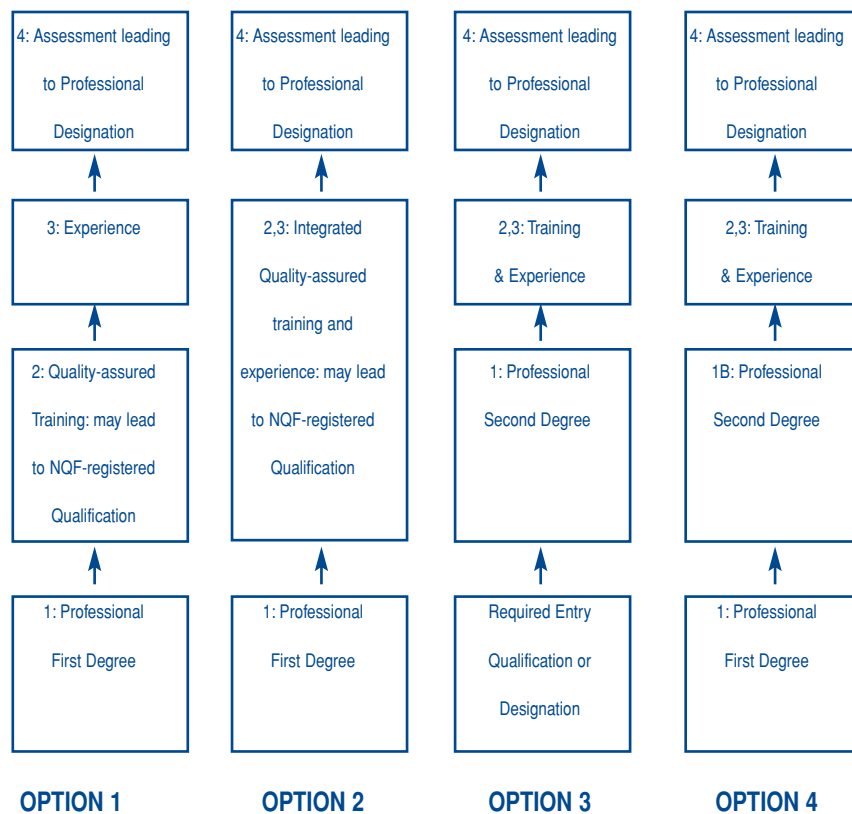 4: Assessment leading
to Professional
Designation
4: Assessment leading
to Professional
Designation
4: Assessment leading
to Professional
Designation
4: Assessment leading
to Professional
Designation
3: Experience
2,3: Integrated
Quality-assured
training and
experience: may lead
to NQF-registered
Qualification
2,3: Training
& Experience
2,3: Training
& Experience
2: Quality-assured
Training: may lead
to NQF-registered
Qualification
1: Professional
Second Degree
1B: Professional
Second Degree
1: Professional
First Degree
1: Professional
First Degree
Required Entry
Qualification or
Designation
1: Professional
First Degree
OPTION 1
OPTION 2
OPTION 3
OPTION 4